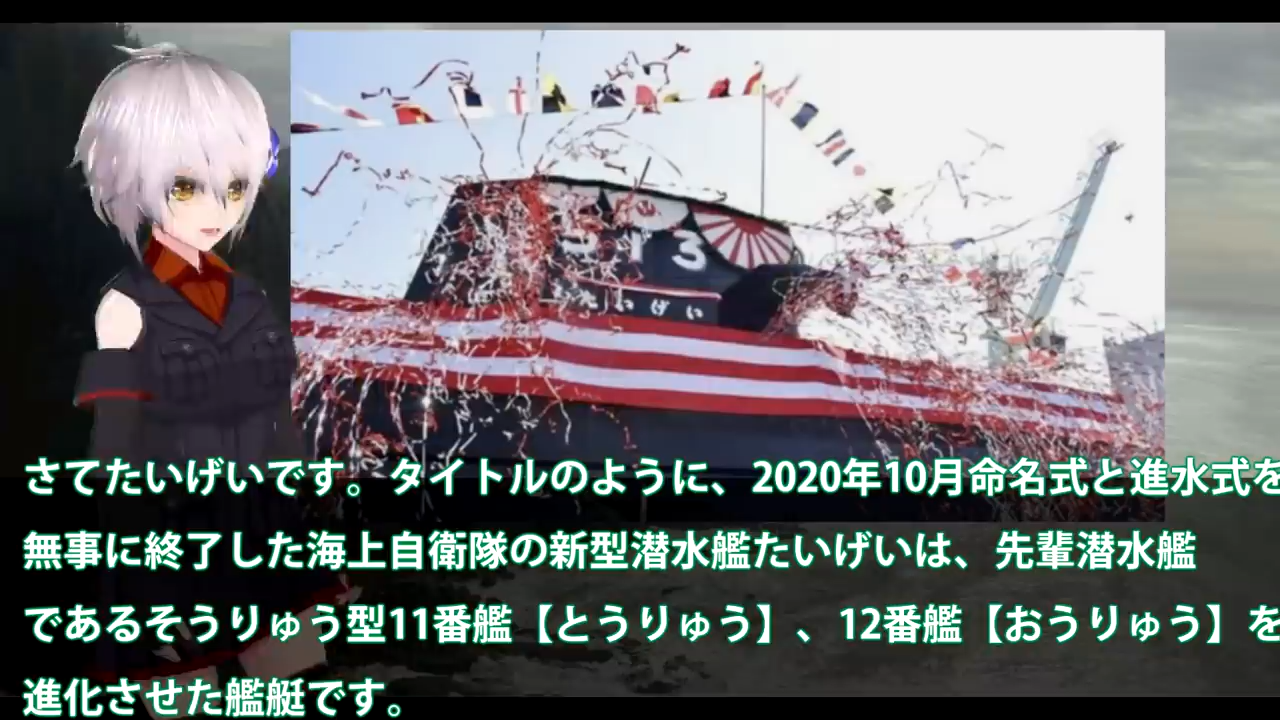 513
たいげい
さてたいげいです。タイトルのように、2020年10月命名式と進水式を
無事に終了した海上自衛隊の新型潜水艦たいげいは、先輩潜水艦
であるそうりゅう型11番艦【とうりゅう】、12番艦【おうりゅう】を
進化させた艦艇です。